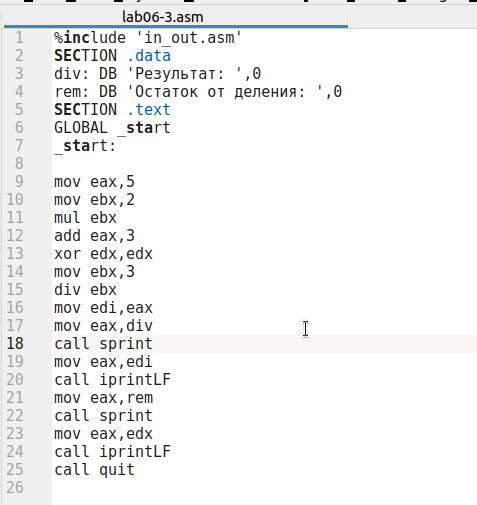 lab06-3.asm
1 %include 'in_out.asm'
2 SECTION .data
3 div: DB 'Результат: ',0
4 rem: DB 'Остаток от деления: ',0
5 SECTION .text
6 GLOBAL _start
7 _start:
8
9 mov eax,5
10 mov ebx,2
11 mul ebx
12 add eax,3
13 xor edx,edx
14 mov ebx,3
15 div ebx
16 mov edi,eax
17 mov eax,div
18 call sprint
19 mov eax,edi
20 call iprintLF
21 mov eax,rem
22 call sprint
23 mov eax,edx
24 call iprintLF
25 call quit
26